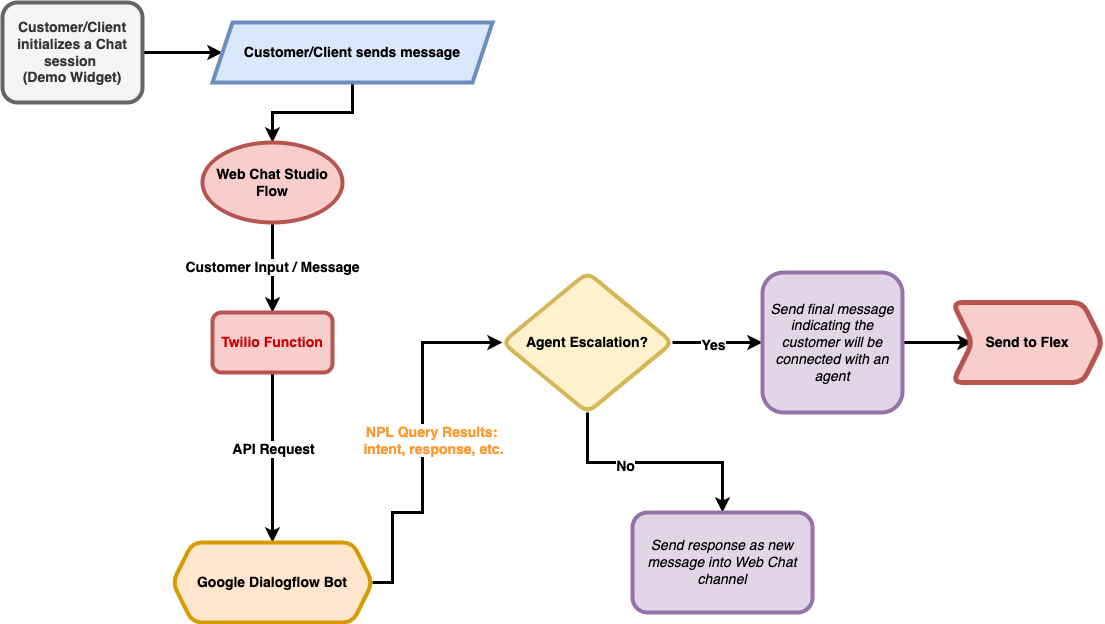 Customer/Client
initializes a Chat
session
(Demo Widget)
Customer/Client sends message
Web Chat Studio
Flow
Customer Input / Message
Twilio Function
API Request
Google Dialogflow Bot
NPL Query Results:
intent, response, etc.
Agent Escalation?
Yes
Send final message
indicating the
customer will be
connected with an
agent
Send to Flex
No
Send response as new
message into Web Chat
channel